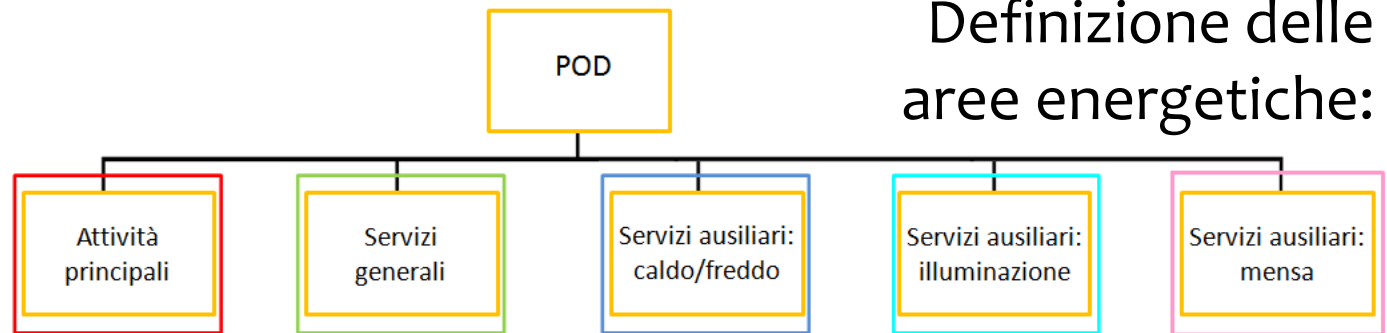 Definizione delle
aree energetiche:
POD
Attività
principali
Servizi
generali
Servizi ausiliari:
caldo/freddo
Servizi ausiliari:
illuminazione
Servizi ausiliari:
mensa